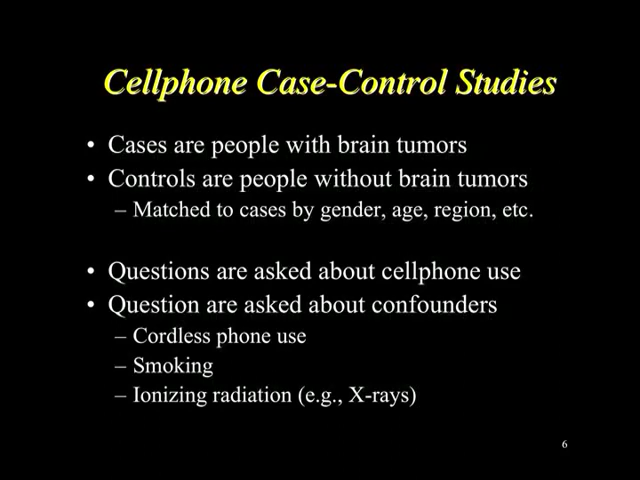 Cellphone Case-Control Studies
• Cases are people with brain tumors
• Controls are people without brain tumors
– Matched to cases by gender, age, region, etc.
• Questions are asked about cellphone use
• Question are asked about confounders
– Cordless phone use
– Smoking
– Ionizing radiation (e.g., X-rays)
6